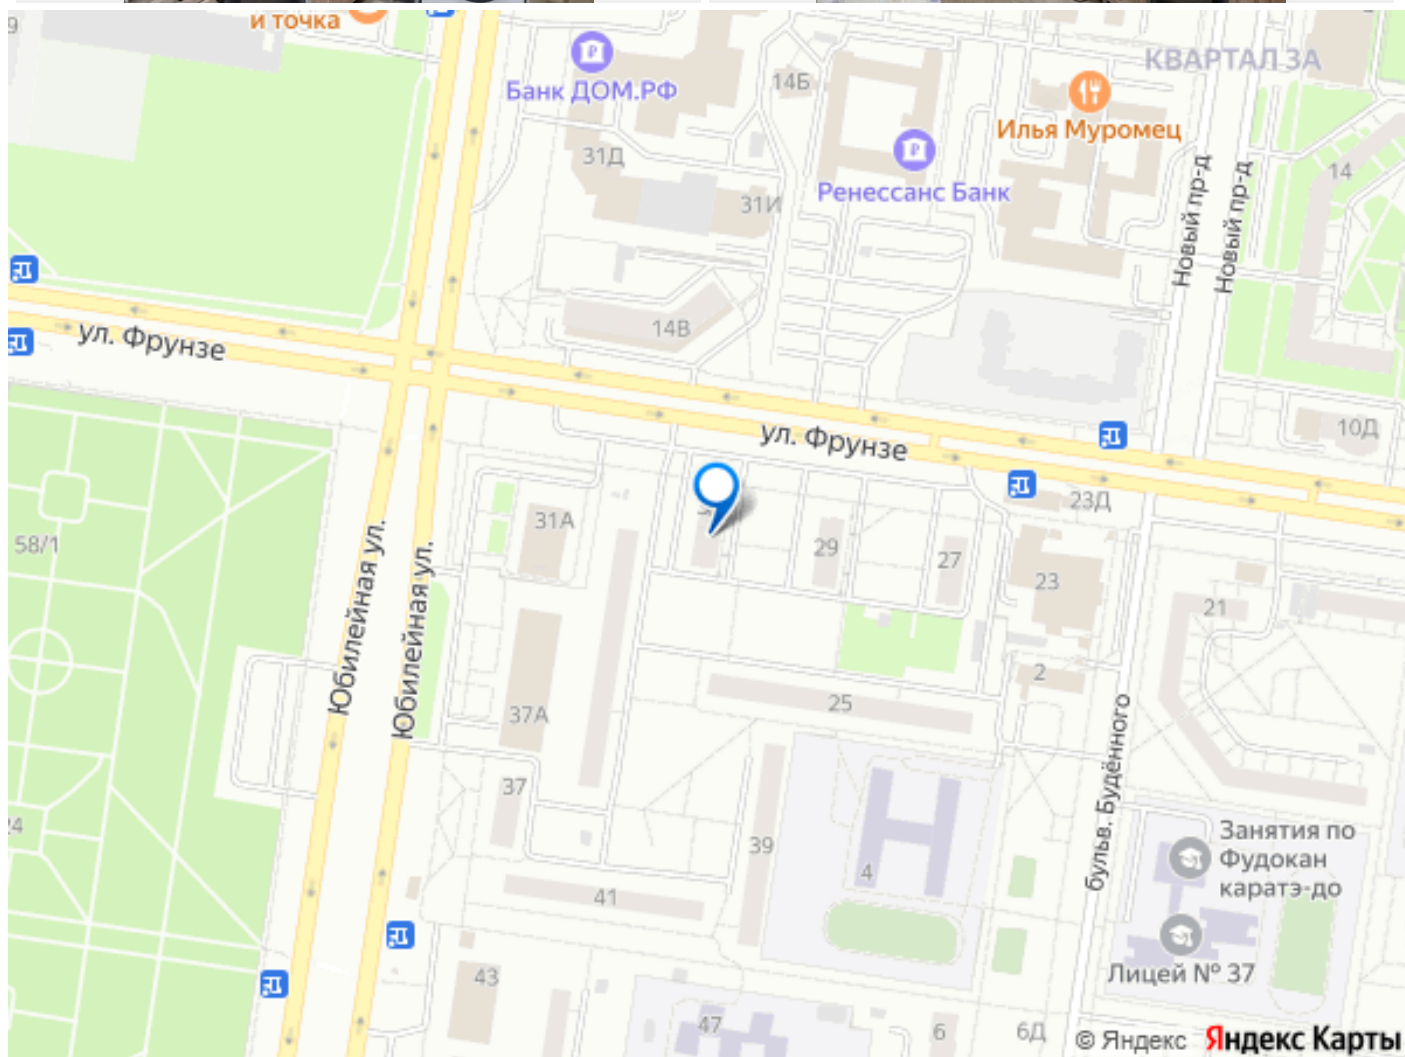 9
и точка
Банк ДОМ.РФ
14Б
КВАРТАЛ 3А
Илья Муромец
31Д
Ренессанс Банк
31И
14
Новый пр-д
Новый пр-д
14В
ул. Фрунзе
ул. Фрунзе
10Д
23Д
31А
58/1
29
27
23
21
Юбилейная ул.
Юбилейная ул.
2
25
37А
бульв. Будённого
37
24
39
4
Занятия по
Фудокан
каратэ-до
41
Лицей № 37
43
47
6
6Д
© Яндекс Яндекс Карты